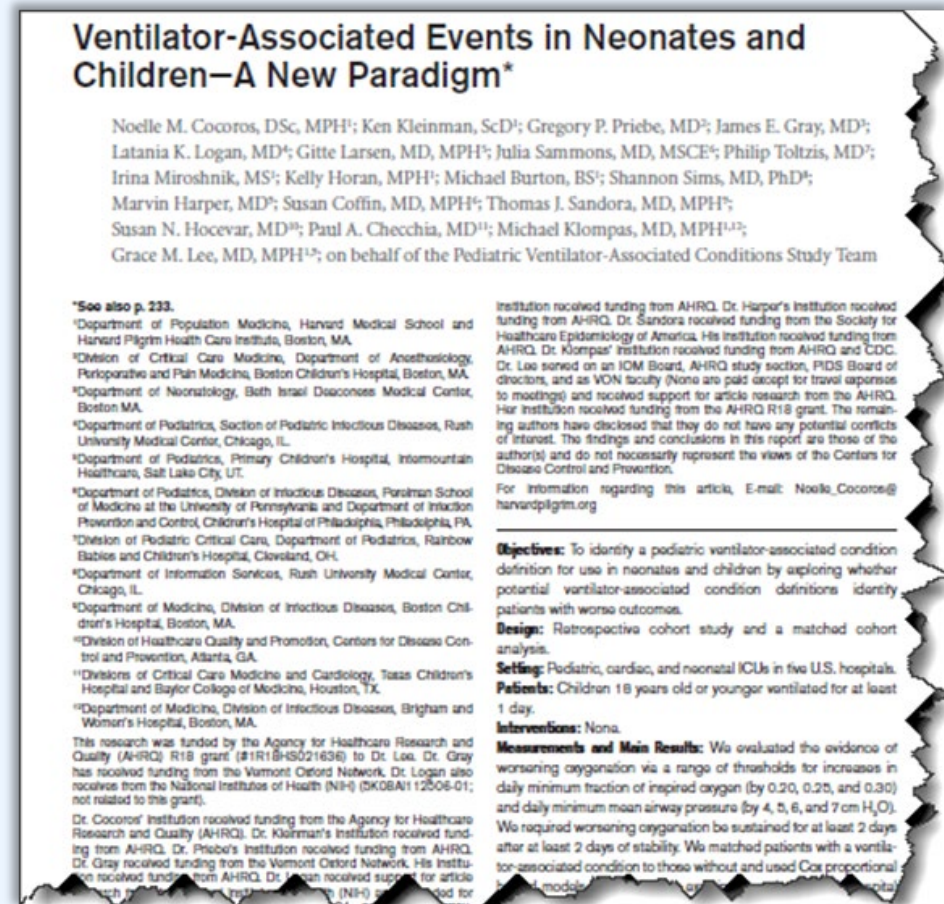 Ventilator-Associated Events in Neonates and
Children—A New Paradigm*
Noelle M. Cocoros, DSc, MPH¹; Ken Kleinman, ScD¹; Gregory P. Priebe, MD²; James E. Gray, MD³;
Latania K. Logan, MD⁴; Gitte Larsen, MD, MPH⁵; Julia Sammons, MD, MSCE⁶; Philip Toltzis, MD⁷;
Irina Miroshnik, MS¹; Kelly Horan, MPH¹; Michael Burton, BS¹; Shannon Sims, MD, PhD⁸;
Marvin Harper, MD⁹; Susan Coffin, MD, MPH⁶; Thomas J. Sandora, MD, MPH⁹;
Susan N. Hocevar, MD¹⁰; Paul A. Checchia, MD¹¹; Michael Klompas, MD, MPH¹,¹²;
Grace M. Lee, MD, MPH¹,⁹; on behalf of the Pediatric Ventilator-Associated Conditions Study Team
*See also p. 233.
¹Department of Population Medicine, Harvard Medical School and
Harvard Pilgrim Health Care Institute, Boston, MA.
²Division of Critical Care Medicine, Department of Anesthesiology,
Perioperative and Pain Medicine, Boston Children's Hospital, Boston, MA.
³Department of Neonatology, Beth Israel Deaconess Medical Center,
Boston MA.
⁴Department of Pediatrics, Section of Pediatric Infectious Diseases, Rush
University Medical Center, Chicago, IL.
⁵Department of Pediatrics, Primary Children's Hospital, Intermountain
Healthcare, Salt Lake City, UT.
⁶Department of Pediatrics, Division of Infectious Diseases, Perelman School
of Medicine at the University of Pennsylvania and Department of Infection
Prevention and Control, Children's Hospital of Philadelphia, Philadelphia, PA.
⁷Division of Pediatric Critical Care, Department of Pediatrics, Rainbow
Babies and Children's Hospital, Cleveland, OH.
⁸Department of Information Services, Rush University Medical Center,
Chicago, IL.
⁹Department of Medicine, Division of Infectious Diseases, Boston Chil-
dren's Hospital, Boston, MA.
¹⁰Division of Healthcare Quality and Promotion, Centers for Disease Con-
trol and Prevention, Atlanta, GA.
¹¹Divisions of Critical Care Medicine and Cardiology, Texas Children's
Hospital and Baylor College of Medicine, Houston, TX.
¹²Department of Medicine, Division of Infectious Diseases, Brigham and
Women's Hospital, Boston, MA.
This research was funded by the Agency for Healthcare Research and
Quality (AHRQ) R18 grant (#1R18HS021636) to Dr. Lee. Dr. Gray
has received funding from the Vermont Oxford Network. Dr. Logan also
receives from the National Institutes of Health (NIH) (5K08AI112506-01;
not related to this grant).
Dr. Cocoros' institution received funding from the Agency for Healthcare
Research and Quality (AHRQ). Dr. Kleinman's institution received fund-
ing from AHRQ. Dr. Priebe's institution received funding from AHRQ.
Dr. Gray received funding from the Vermont Oxford Network. His institu-
tion received funding from AHRQ. Dr. Logan received support for article
(NIH)
institution received funding from AHRQ. Dr. Harper's institution received
funding from AHRQ. Dr. Sandora received funding from the Society for
Healthcare Epidemiology of America. His institution received funding from
AHRQ. Dr. Klompas' institution received funding from AHRQ and CDC.
Dr. Lee served on an IOM Board, AHRQ study section, PIDS Board of
directors, and as VON faculty (None are paid except for travel expenses
to meetings) and received support for article research from the AHRQ.
Her institution received funding from the AHRQ R18 grant. The remain-
ing authors have disclosed that they do not have any potential conflicts
of interest. The findings and conclusions in this report are those of the
author(s) and do not necessarily represent the views of the Centers for
Disease Control and Prevention.
For information regarding this article, E-mail: Noelle_Cocoros@
harvardpilgrim.org
Objectives: To identify a pediatric ventilator-associated condition
definition for use in neonates and children by exploring whether
potential ventilator-associated condition definitions identify
patients with worse outcomes.
Design: Retrospective cohort study and a matched cohort
analysis.
Setting: Pediatric, cardiac, and neonatal ICUs in five U.S. hospitals.
Patients: Children 18 years old or younger ventilated for at least
1 day.
Interventions: None.
Measurements and Main Results: We evaluated the evidence of
worsening oxygenation via a range of thresholds for increases in
daily minimum fraction of inspired oxygen (by 0.20, 0.25, and 0.30)
and daily minimum mean airway pressure (by 4, 5, 6, and 7 cm H₂O).
We required worsening oxygenation be sustained for at least 2 days
after at least 2 days of stability. We matched patients with a ventila-
tor-associated condition to those without and used Cox proportional
models